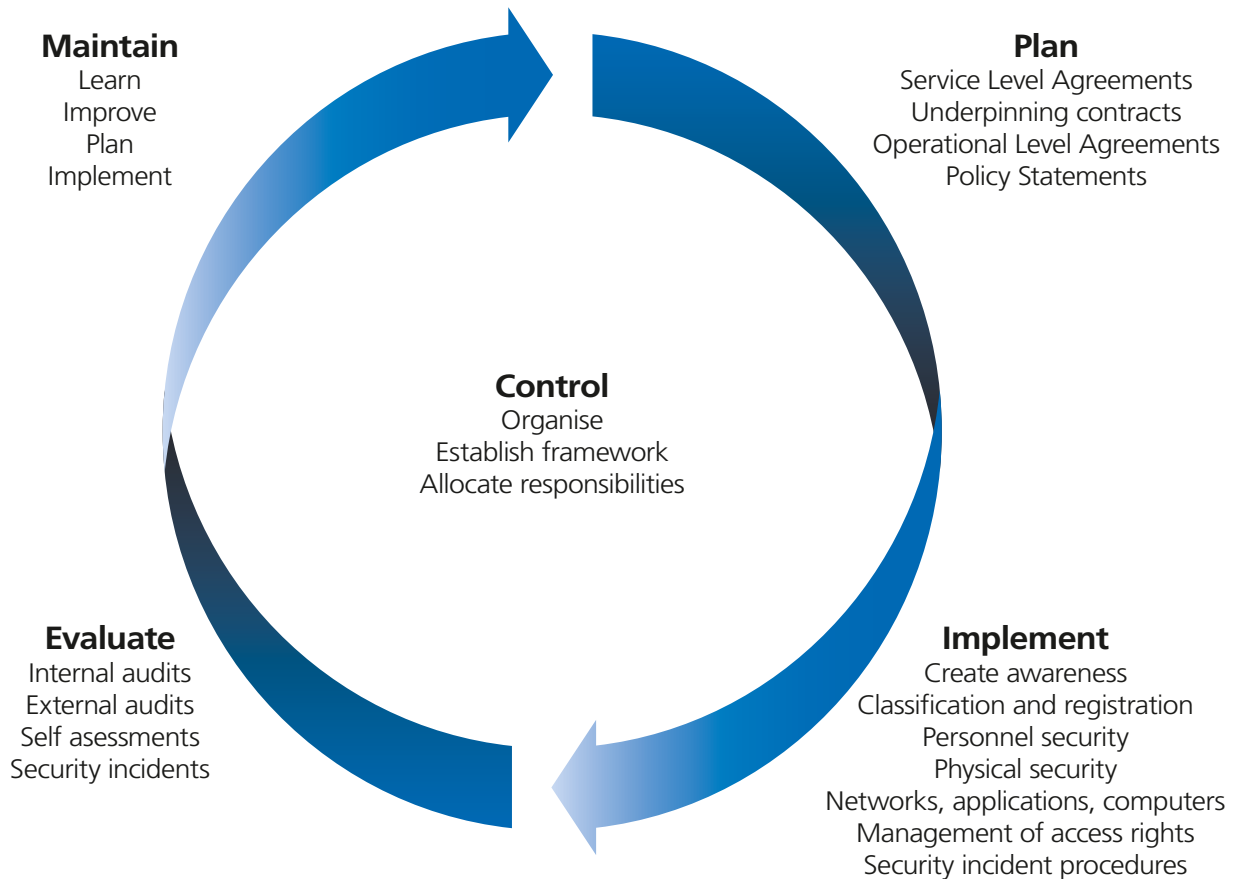 Maintain
Learn
Improve
Plan
Implement
Plan
Service Level Agreements
Underpinning contracts
Operational Level Agreements
Policy Statements
Control
Organise
Establish framework
Allocate responsibilities
Evaluate
Internal audits
External audits
Self asessments
Security incidents
Implement
Create awareness
Classification and registration
Personnel security
Physical security
Networks, applications, computers
Management of access rights
Security incident procedures